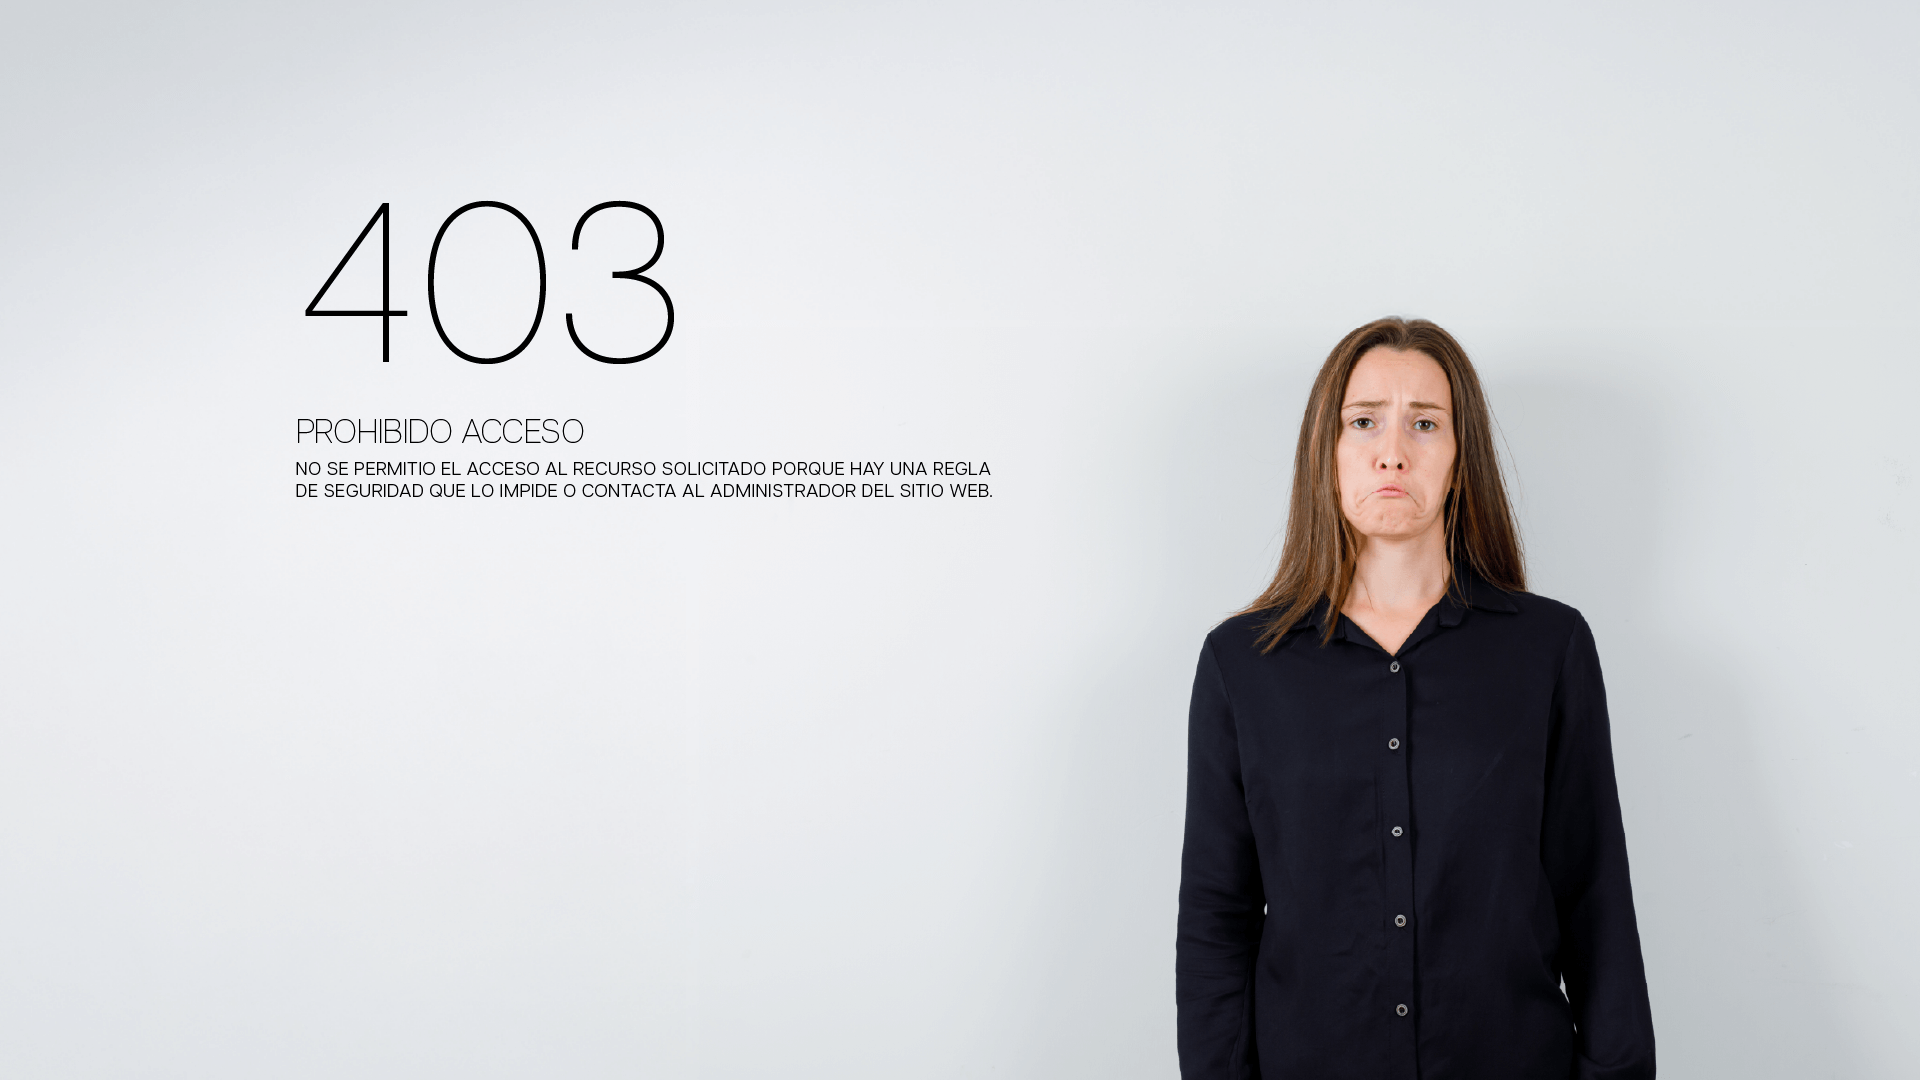 403
PROHIBIDO ACCESO
NO SE PERMITIO EL ACCESO AL RECURSO SOLICITADO PORQUE HAY UNA REGLA
DE SEGURIDAD QUE LO IMPIDE O CONTACTA AL ADMINISTRADOR DEL SITIO WEB.